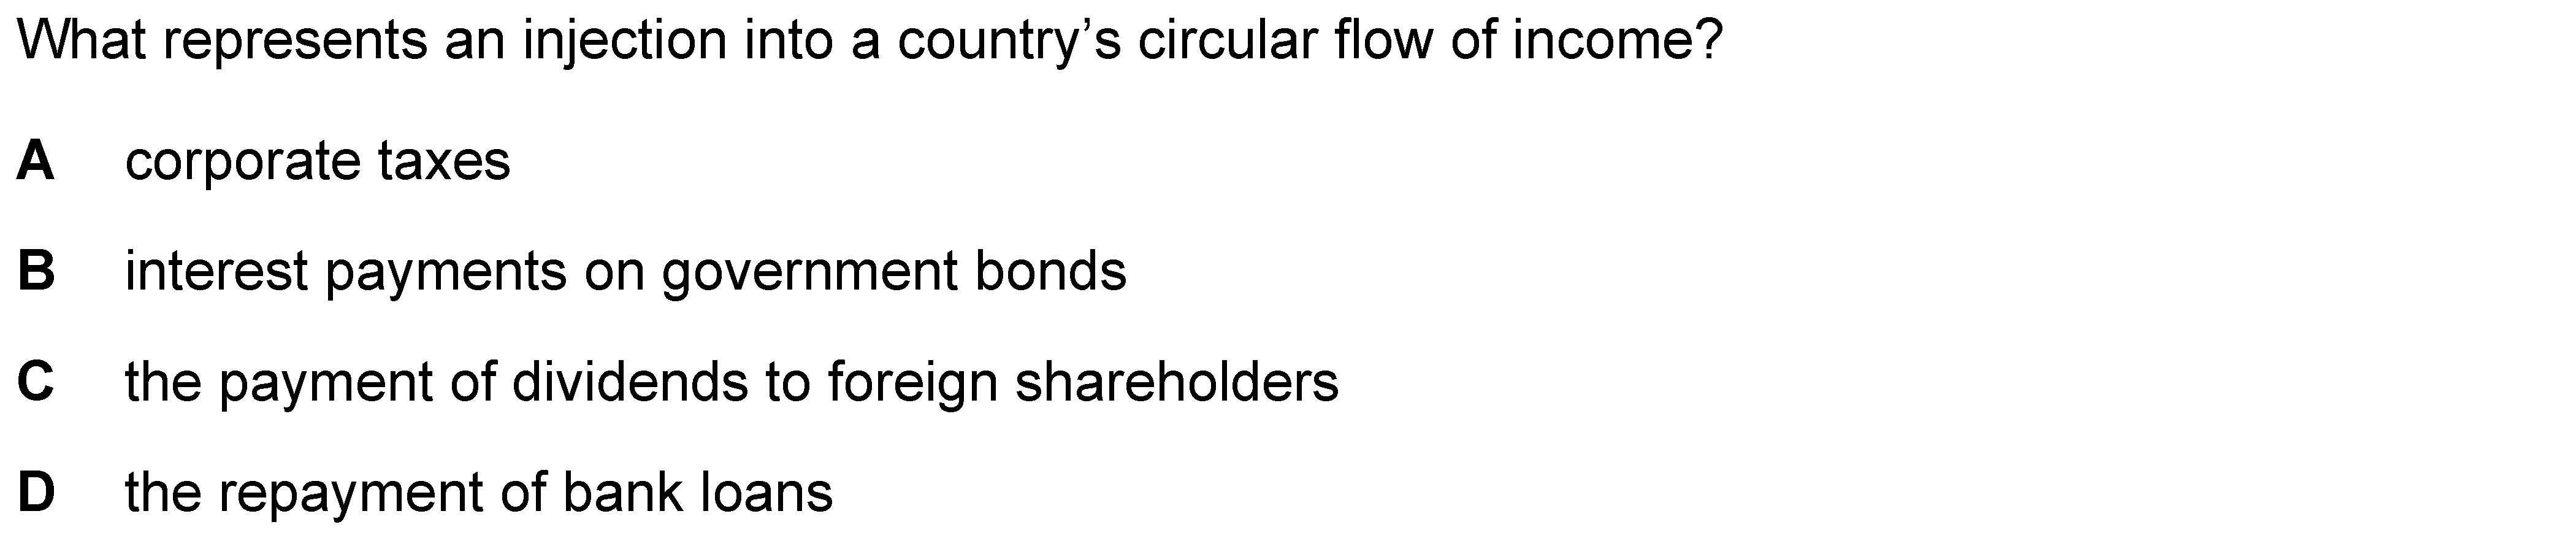 What represents an injection into a country’s circular flow of income?
A corporate taxes
B interest payments on government bonds
C the payment of dividends to foreign shareholders
D the repayment of bank loans